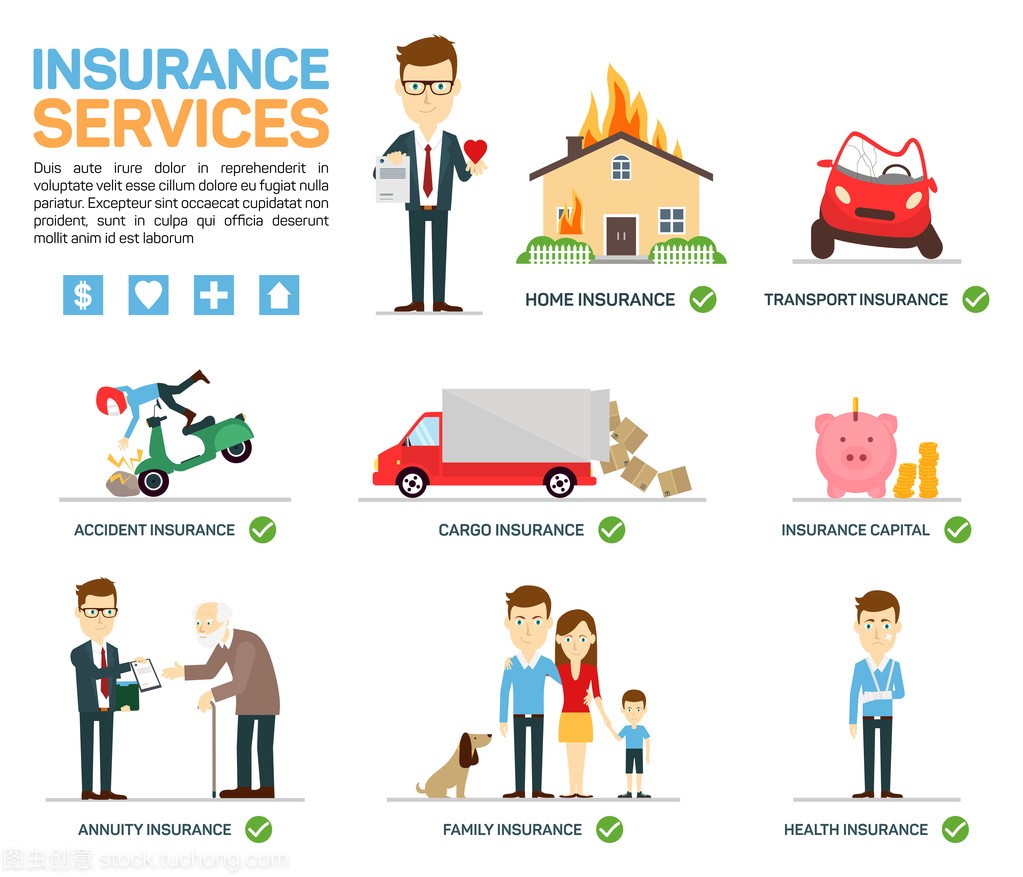 INSURANCE
SERVICES
Duis aute irure dolor in reprehenderit in
voluptate velit esse cillum dolore eu fugiat nulla
pariatur. Excepteur sint occaecat cupidatat non
proident, sunt in culpa qui officia deserunt
mollit anim id est laborum
$
HOME INSURANCE
TRANSPORT INSURANCE
ACCIDENT INSURANCE
CARGO INSURANCE
INSURANCE CAPITAL
ANNUITY INSURANCE
FAMILY INSURANCE
HEALTH INSURANCE
图虫创意 stock.tuchong.com